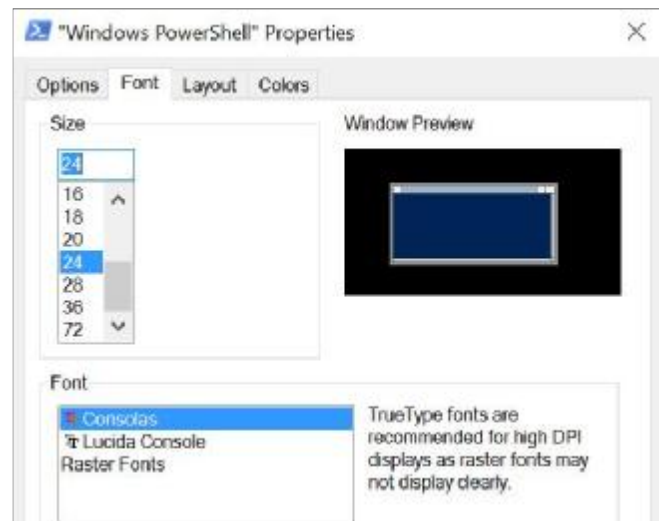 "Windows PowerShell" Properties
Options Font Layout Colors
Size
24
16
18
20
24
28
36
72
Window Preview
Font
Consolas
Lucida Console
Raster Fonts
TrueType fonts are
recommended for high DPI
displays as raster fonts may
not display clearly.